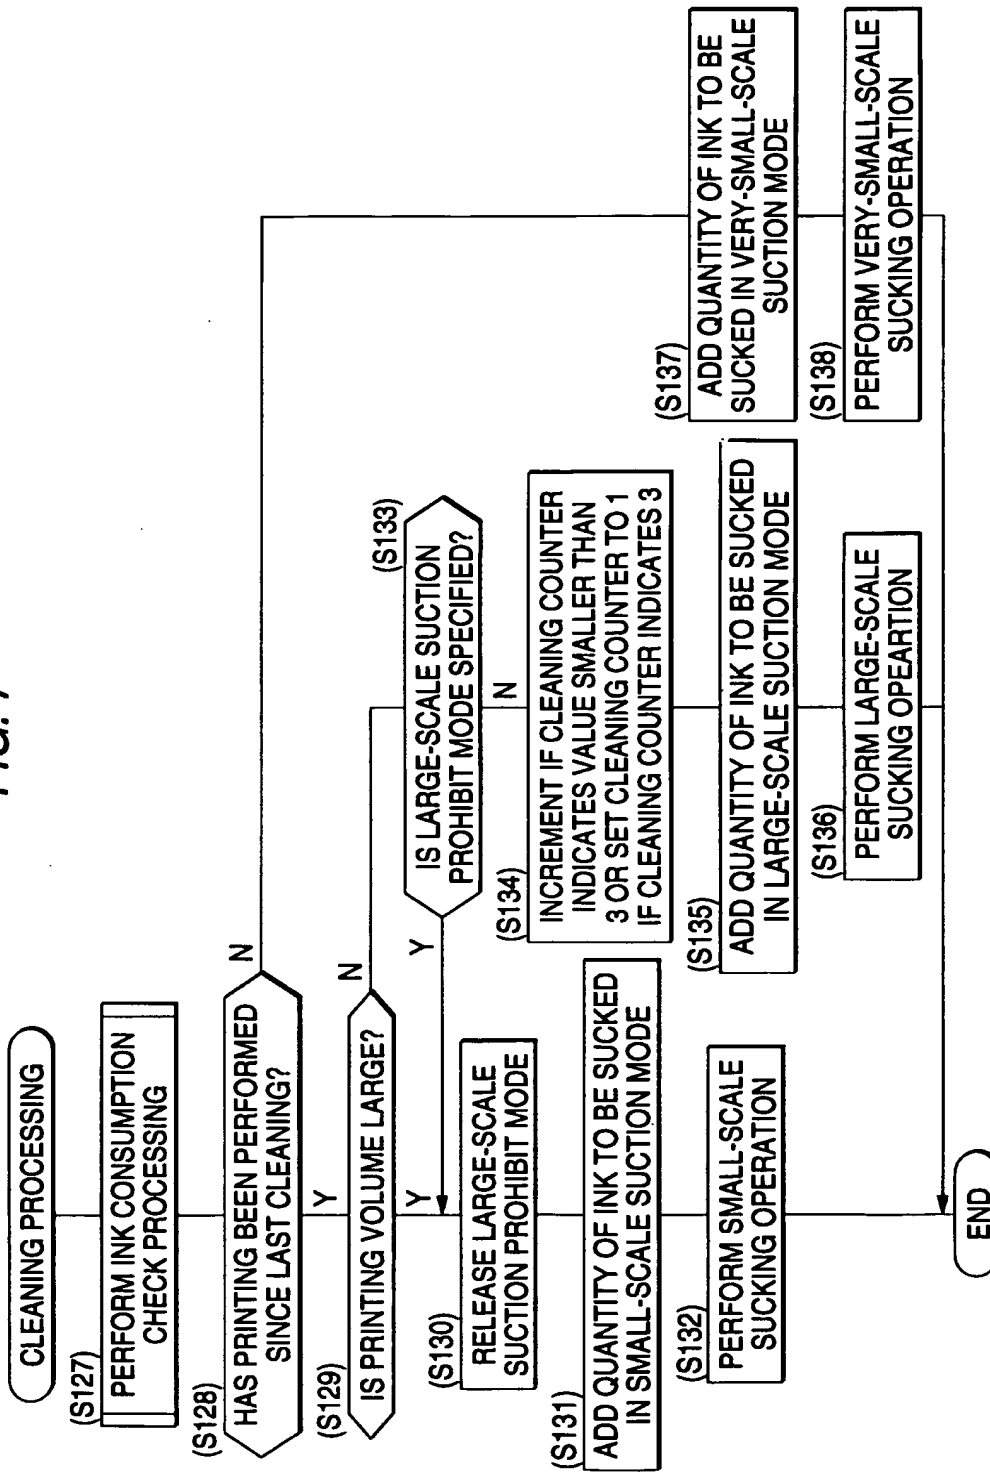 FIG. 7
CLEANING PROCESSING
(S127)
PERFORM INK CONSUMPTION
CHECK PROCESSING
(S128)
HAS PRINTING BEEN PERFORMED
SINCE LAST CLEANING?
N
Y
(S129)
IS PRINTING VOLUME LARGE?
N
Y
(S130)
RELEASE LARGE-SCALE
SUCTION PROHIBIT MODE
(S131)
ADD QUANTITY OF INK TO BE SUCKED
IN SMALL-SCALE SUCTION MODE
(S132)
PERFORM SMALL-SCALE
SUCKING OPERATION
(S133)
IS LARGE-SCALE SUCTION
PROHIBIT MODE SPECIFIED?
Y
N
(S134)
INCREMENT IF CLEANING COUNTER
INDICATES VALUE SMALLER THAN
3 OR SET CLEANING COUNTER TO 1
IF CLEANING COUNTER INDICATES 3
(S135)
ADD QUANTITY OF INK TO BE SUCKED
IN LARGE-SCALE SUCTION MODE
(S136)
PERFORM LARGE-SCALE
SUCKING OPEARTION
(S137)
ADD QUANTITY OF INK TO BE
SUCKED IN VERY-SMALL-SCALE
SUCTION MODE
(S138)
PERFORM VERY-SMALL-SCALE
SUCKING OPERATION
END